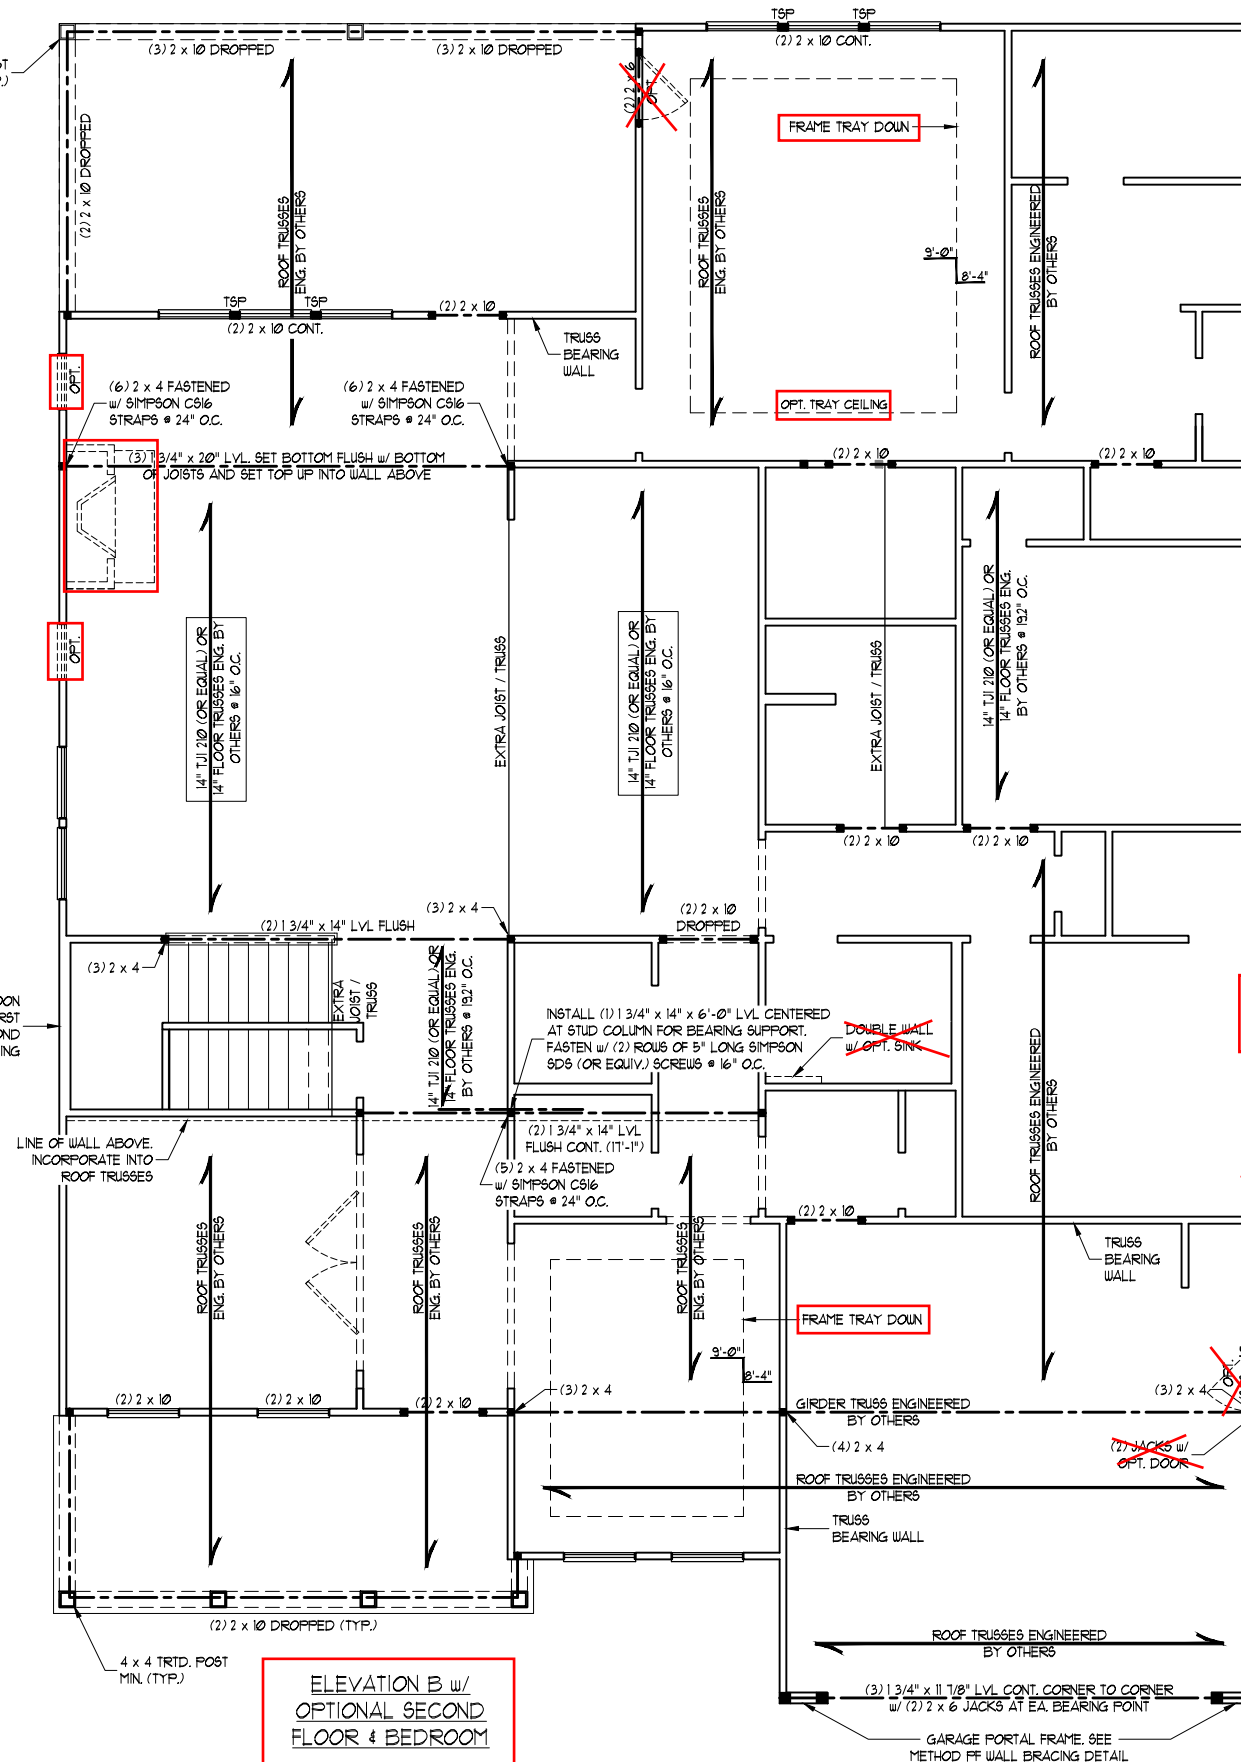 TSP
TSP
(2) 2 x 10 CONT.
(3) 2 x 10 DROPPED
(3) 2 x 10 DROPPED
(2) 2 x 6
OPT.
FRAME TRAY DOWN
(2) 2 x 10 DROPPED
ROOF TRUSSES
ENG. BY OTHERS
ROOF TRUSSES
ENG. BY OTHERS
ROOF TRUSSES ENGINEERED
BY OTHERS
9'-0"
8'-4"
TSP
TSP
(2) 2 x 10 CONT.
(2) 2 x 10
TRUSS
BEARING
WALL
OPT.
(6) 2 x 4 FASTENED
w/ SIMPSON CS16
STRAPS @ 24" O.C.
(6) 2 x 4 FASTENED
w/ SIMPSON CS16
STRAPS @ 24" O.C.
OPT. TRAY CEILING
(3) 1 3/4" x 20" LVL. SET BOTTOM FLUSH w/ BOTTOM
OF JOISTS AND SET TOP UP INTO WALL ABOVE
(2) 2 x 10
(2) 2 x 10
OPT.
14" TJI 210 (OR EQUAL) OR
14" FLOOR TRUSSES ENG. BY
OTHERS @ 16" O.C.
EXTRA JOIST / TRUSS
14" TJI 210 (OR EQUAL) OR
14" FLOOR TRUSSES ENG. BY
OTHERS @ 16" O.C.
EXTRA JOIST / TRUSS
14" TJI 210 (OR EQUAL) OR
14" FLOOR TRUSSES ENG.
BY OTHERS @ 19.2" O.C.
(2) 2 x 10
(2) 2 x 10
(3) 2 x 4
(2) 2 x 10
DROPPED
(2) 1 3/4" x 14" LVL FLUSH
(3) 2 x 4
EXTRA
JOIST /
TRUSS
14" TJI 210 (OR EQUAL) OR
14" FLOOR TRUSSES ENG.
BY OTHERS @ 19.2" O.C.
INSTALL (1) 1 3/4" x 14" x 6'-0" LVL CENTERED
AT STUD COLUMN FOR BEARING SUPPORT.
FASTEN w/ (2) ROWS OF 5" LONG SIMPSON
SDS (OR EQUIV.) SCREWS @ 16" O.C.
DOUBLE WALL
w/ OPT. SINK
ROOF TRUSSES ENGINEERED
BY OTHERS
LINE OF WALL ABOVE.
INCORPORATE INTO
ROOF TRUSSES
(2) 1 3/4" x 14" LVL
FLUSH CONT. (17'-1")
(5) 2 x 4 FASTENED
w/ SIMPSON CS16
STRAPS @ 24" O.C.
(2) 2 x 10
TRUSS
BEARING
WALL
ROOF TRUSSES
ENG. BY OTHERS
ROOF TRUSSES
ENG. BY OTHERS
ROOF TRUSSES
ENG. BY OTHERS
FRAME TRAY DOWN
9'-0"
8'-4"
(2) 2 x 10
(2) 2 x 10
(2) 2 x 10
(3) 2 x 4
(3) 2 x 4
GIRDER TRUSS ENGINEERED
BY OTHERS
(4) 2 x 4
(2) JACKS w/
OPT. DOOR
ROOF TRUSSES ENGINEERED
BY OTHERS
TRUSS
BEARING WALL
(2) 2 x 10 DROPPED (TYP.)
4 x 4 TRTD. POST
MIN. (TYP.)
ROOF TRUSSES ENGINEERED
BY OTHERS
(3) 1 3/4" x 11 7/8" LVL CONT. CORNER TO CORNER
w/ (2) 2 x 6 JACKS AT EA. BEARING POINT
GARAGE PORTAL FRAME. SEE
METHOD PF WALL BRACING DETAIL
ELEVATION B w/
OPTIONAL SECOND
FLOOR & BEDROOM